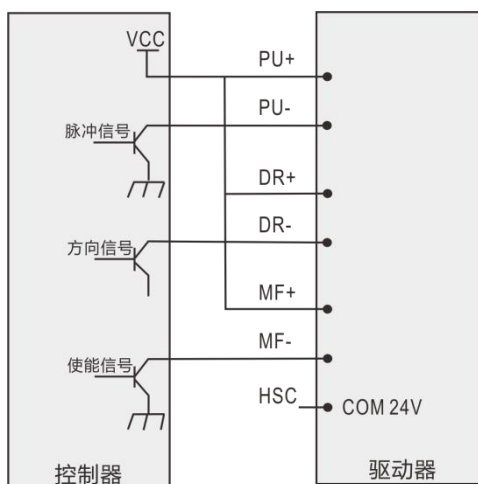 VCC
PU+
PU-
脉冲信号
DR+
DR-
方向信号
MF+
MF-
使能信号
HSC
COM 24V
控制器
驱动器